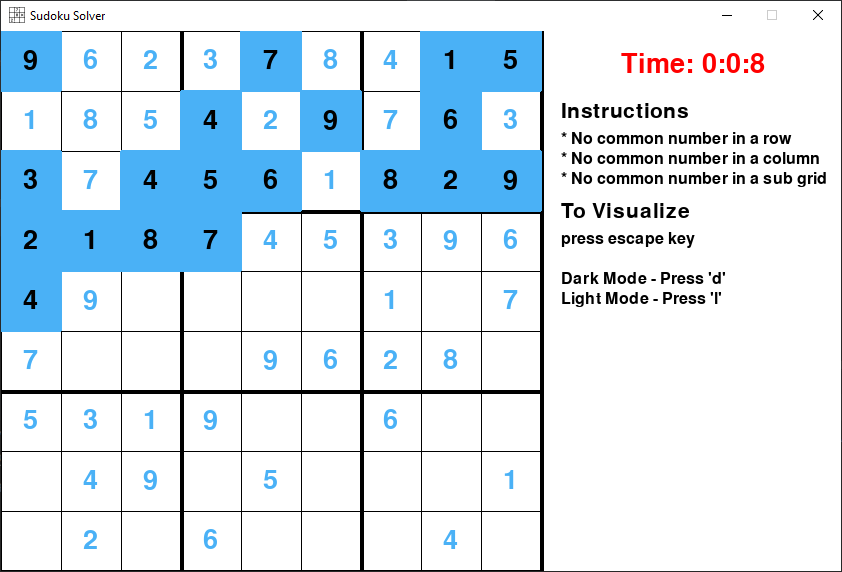 Sudoku Solver
9 6 2 3 7 8 4 1 5
1 8 5 4 2 9 7 6 3
3 7 4 5 6 1 8 2 9
2 1 8 7 4 5 3 9 6
4 9 1 7
7 9 6 2 8
5 3 1 9 6
4 9 5 1
2 6 4
Time: 0:0:8
Instructions
* No common number in a row
* No common number in a column
* No common number in a sub grid
To Visualize
press escape key
Dark Mode - Press 'd'
Light Mode - Press 'l'